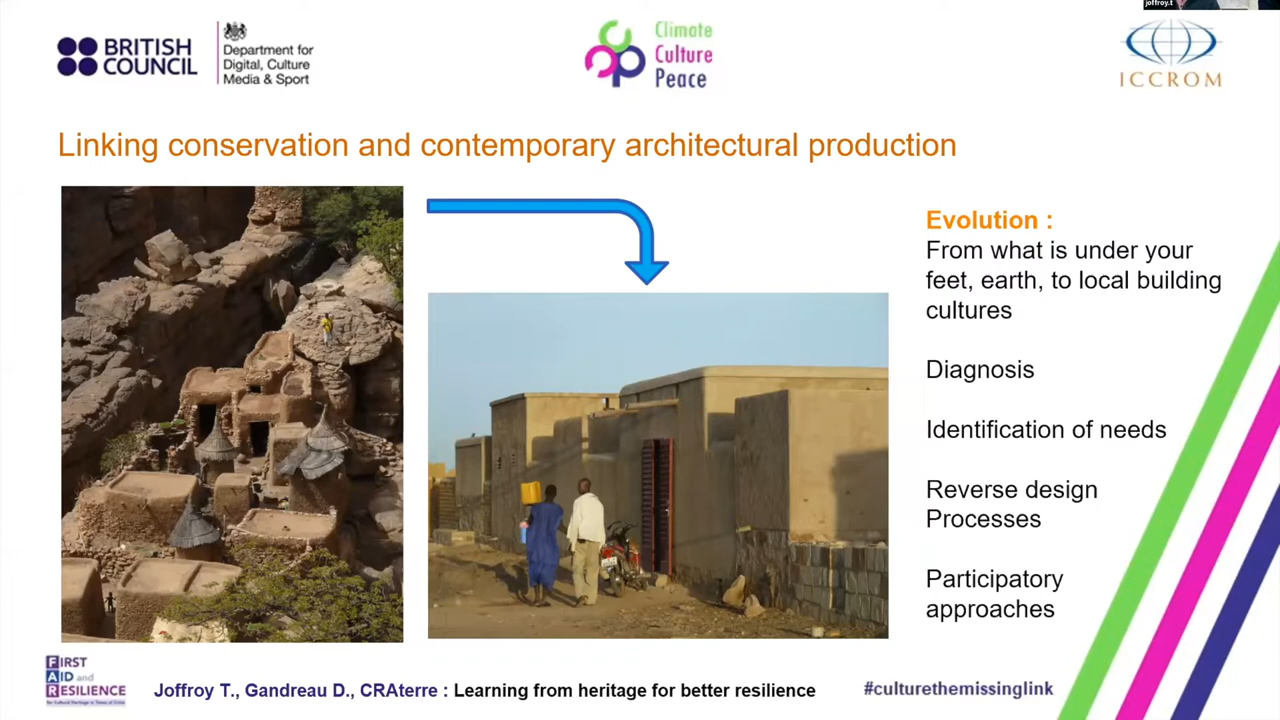 joffroy.t
BRITISH
COUNCIL
Department for
Digital, Culture
Media & Sport
Climate
Culture
Peace
ICCROM
Linking conservation and contemporary architectural production
Evolution :
From what is under your
feet, earth, to local building
cultures
Diagnosis
Identification of needs
Reverse design
Processes
Participatory
approaches
FIRST
AID and
RESILIENCE
for Cultural Heritage in Times of Crisis
Joffroy T., Gandreau D., CRAterre : Learning from heritage for better resilience
#culturethemissinglink